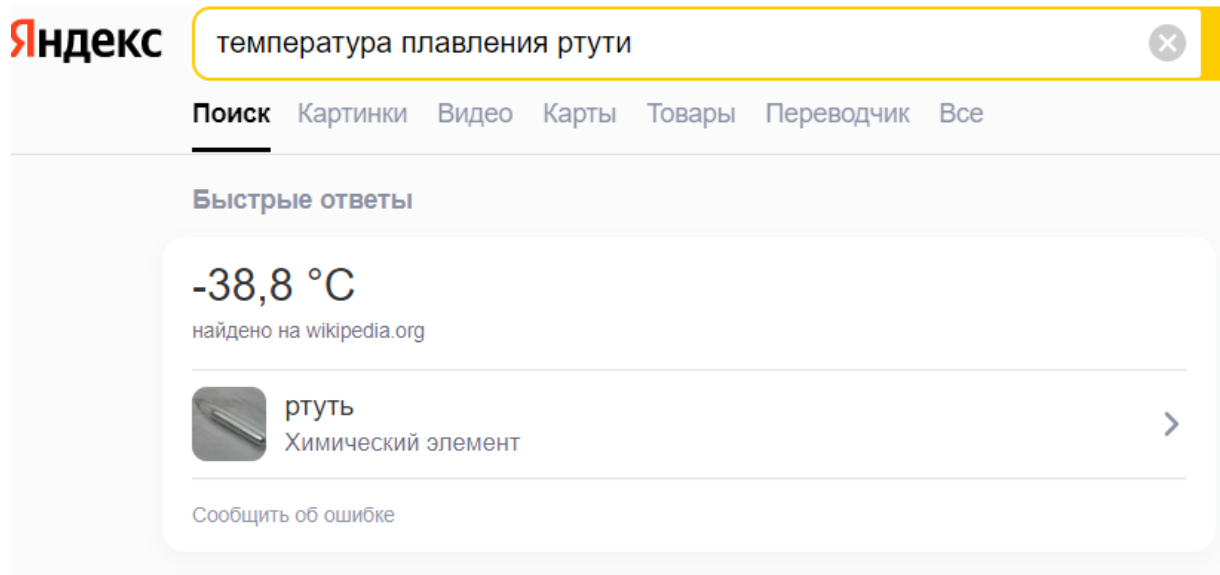 Яндекс
температура плавления ртути
Поиск Картинки Видео Карты Товары Переводчик Все
Быстрые ответы
-38,8 °C
найдено на wikipedia.org
ртуть
Химический элемент
Сообщить об ошибке